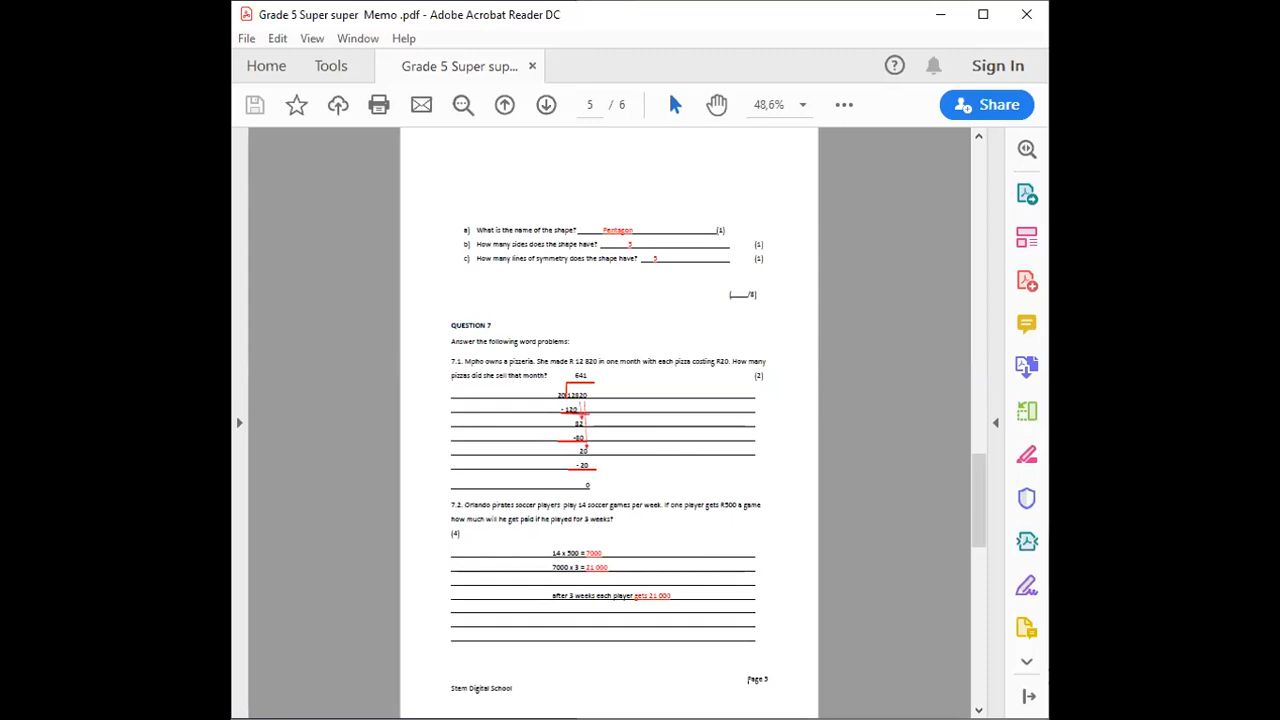 Grade 5 Super super Memo .pdf - Adobe Acrobat Reader DC
File Edit View Window Help
Home Tools Grade 5 Super sup... × Sign In
5 / 6 48,6% Share
a) What is the name of the shape? Pentagon (1)
b) How many sides does the shape have? 5 (1)
c) How many lines of symmetry does the shape have? 5 (1)
(____/8)
QUESTION 7
Answer the following word problems:
7.1. Mpho owns a pizzeria. She made R 12 820 in one month with each pizza costing R20. How many
pizzas did she sell that month? 641 (2)
20 12820
- 120
82
-80
20
- 20
0
7.2. Orlando pirates soccer players play 14 soccer games per week. If one player gets R500 a game
how much will he get paid if he played for 3 weeks?
(4)
14 x 500 = 7000
7000 x 3 = 21 000
after 3 weeks each player gets 21 000
Page 5
Stem Digital School